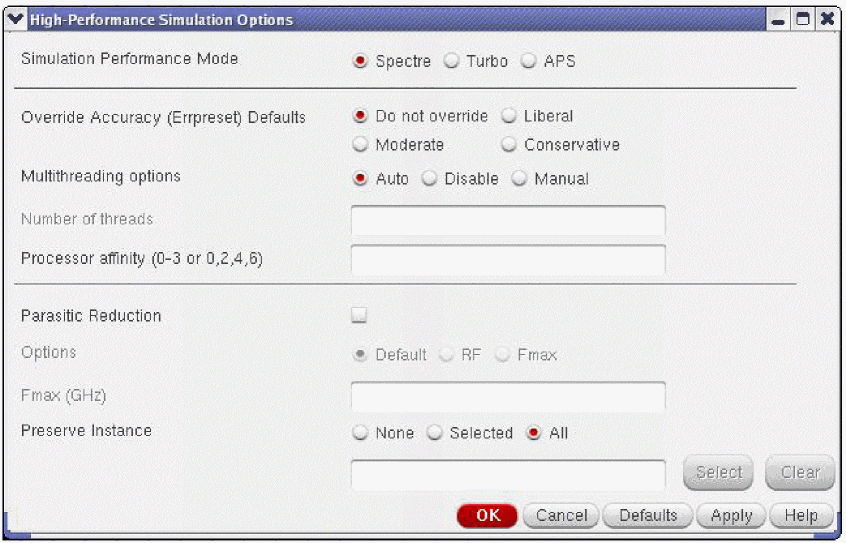 High-Performance Simulation Options
Simulation Performance Mode Spectre Turbo APS
Override Accuracy (Errpreset) Defaults Do not override Liberal
Moderate Conservative
Multithreading options Auto Disable Manual
Number of threads
Processor affinity (0-3 or 0,2,4,6)
Parasitic Reduction
Options Default RF Fmax
Fmax (GHz)
Preserve Instance None Selected All
Select Clear
OK Cancel Defaults Apply Help